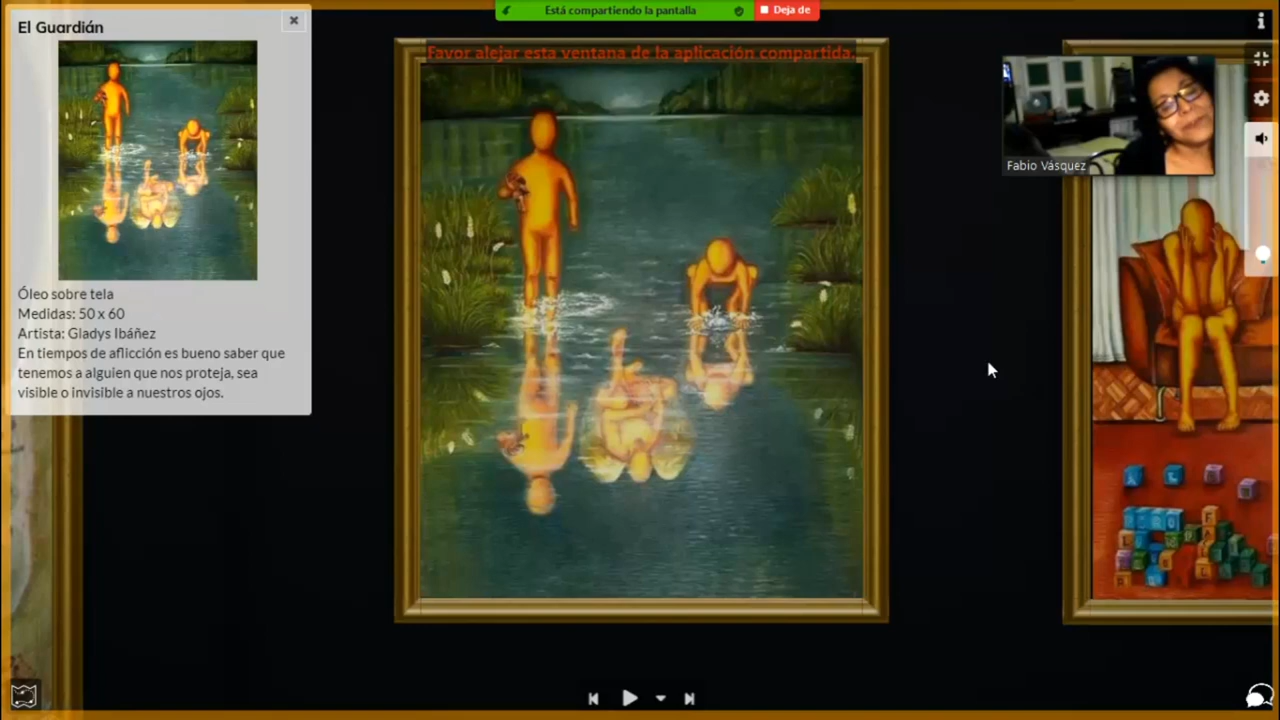 El Guardián
Óleo sobre tela
Medidas: 50 x 60
Artista: Gladys Ibáñez
En tiempos de aflicción es bueno saber que
tenemos a alguien que nos proteja, sea
visible o invisible a nuestros ojos.
Está compartiendo la pantalla
Deja de
Favor alejar esta ventana de la aplicación compartida.
Fabio Vásquez